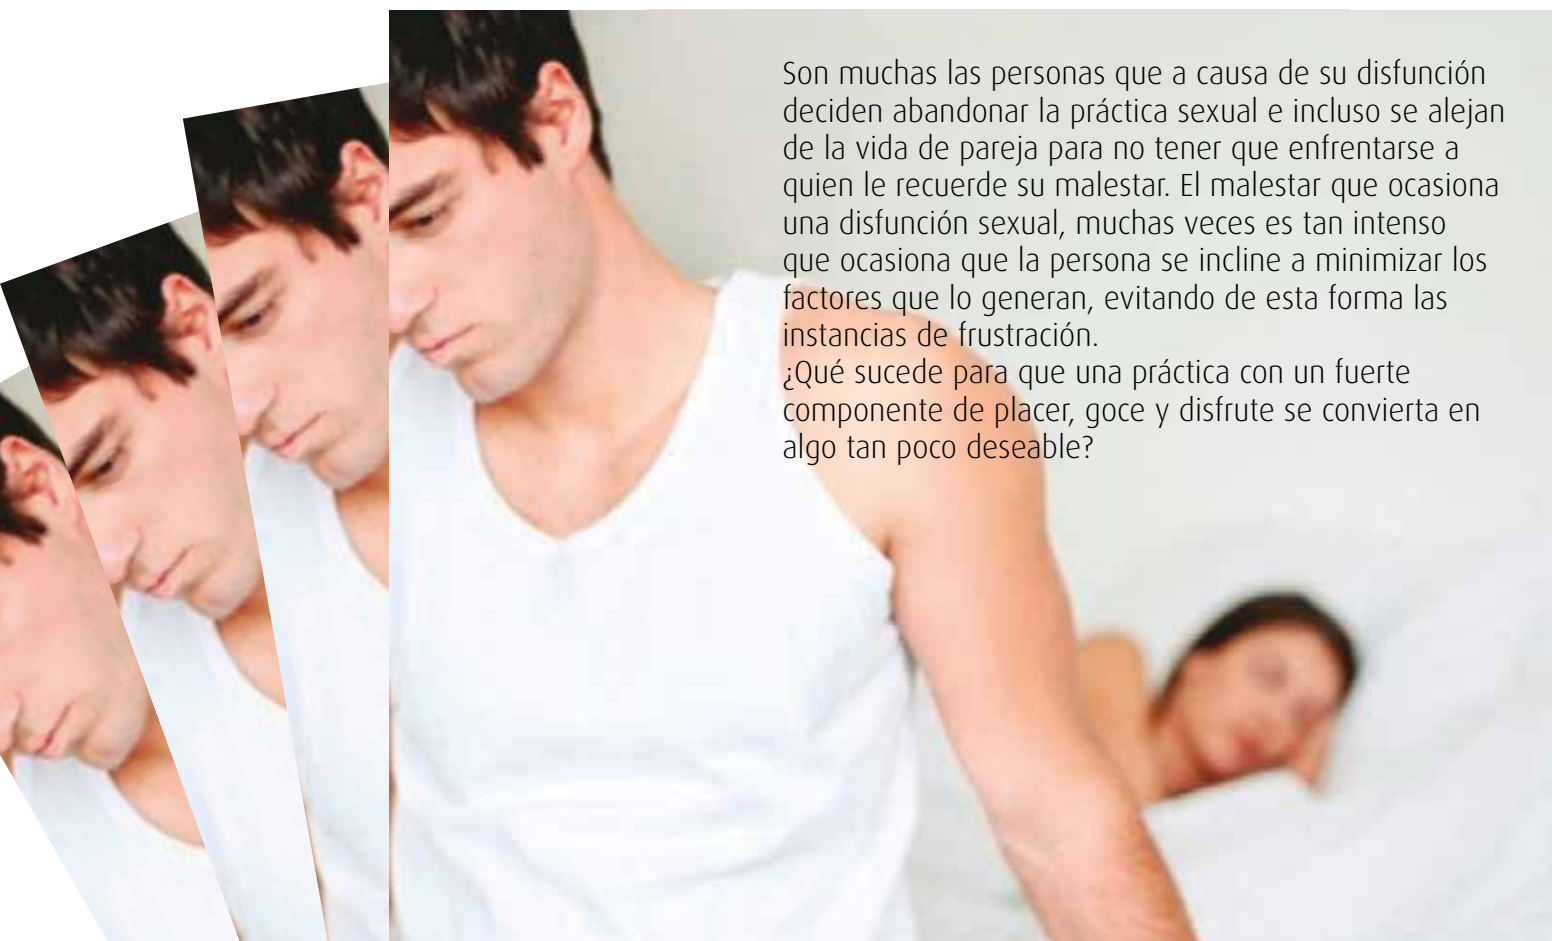 Son muchas las personas que a causa de su disfunción
deciden abandonar la práctica sexual e incluso se alejan
de la vida de pareja para no tener que enfrentarse a
quien le recuerde su malestar. El malestar que ocasiona
una disfunción sexual, muchas veces es tan intenso
que ocasiona que la persona se incline a minimizar los
factores que lo generan, evitando de esta forma las
instancias de frustración.
¿Qué sucede para que una práctica con un fuerte
componente de placer, goce y disfrute se convierta en
algo tan poco deseable?